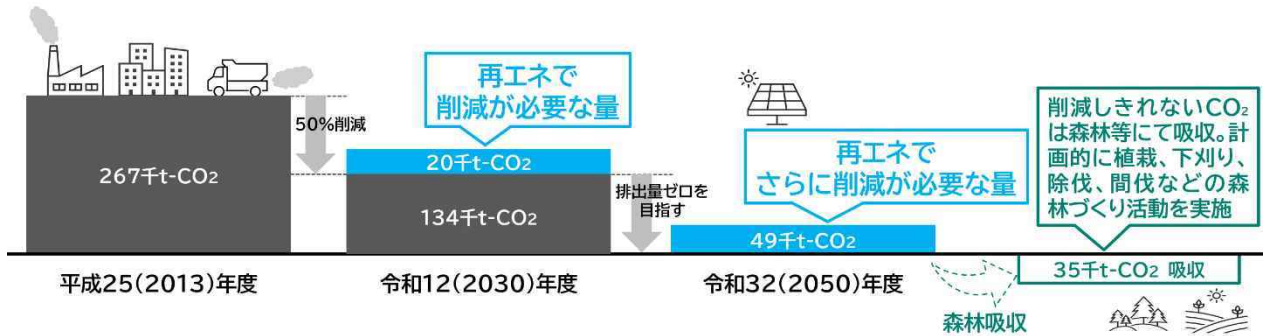 267千t-CO₂
平成25(2013)年度
50%削減
再エネで
削減が必要な量
20千t-CO₂
134千t-CO₂
令和12(2030)年度
排出量ゼロを
目指す
再エネで
さらに削減が必要な量
49千t-CO₂
令和32(2050)年度
削減しきれないCO₂
は森林等にて吸収。計
画的に植栽、下刈り、
除伐、間伐などの森
林づくり活動を実施
35千t-CO₂ 吸収
森林吸収